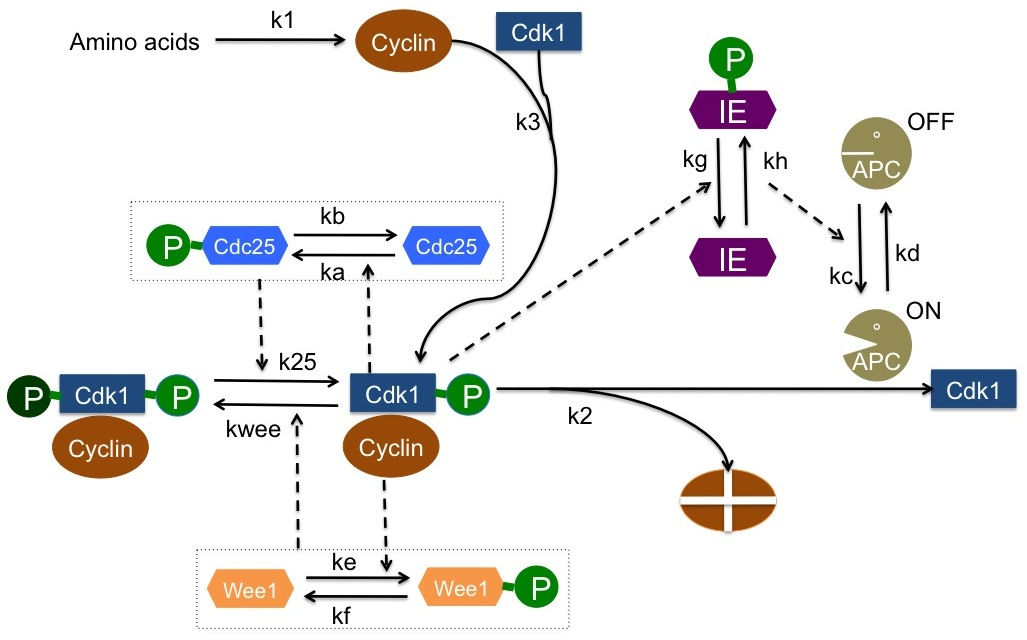 k1
Amino acids
Cyclin
Cdk1
k3
P
IE
kg
kh
IE
OFF
APC
kc
kd
ON
APC
P
Cdc25
kb
ka
Cdc25
P
Cdk1
P
Cyclin
k25
kwee
Cdk1
P
Cyclin
k2
Cdk1
Wee1
ke
kf
Wee1
P